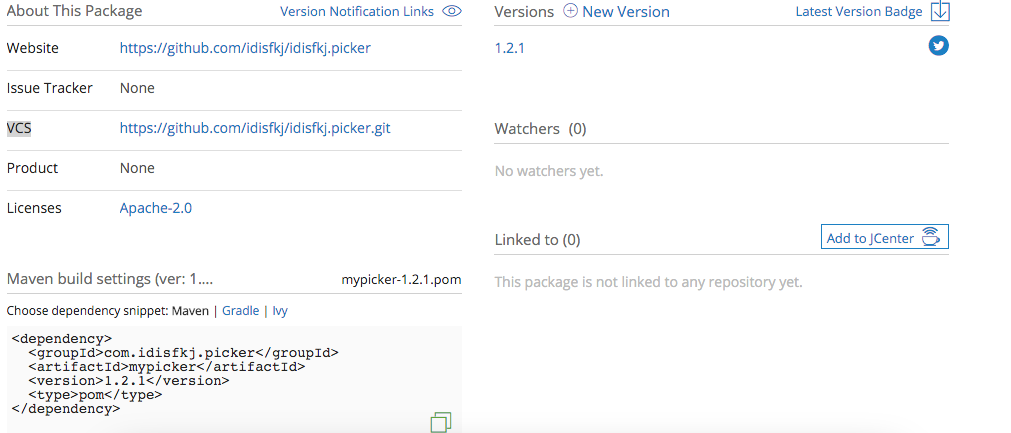 About This Package
Version Notification Links
Website
https://github.com/idisfkj/idisfkj.picker
Issue Tracker
None
VCS
https://github.com/idisfkj/idisfkj.picker.git
Product
None
Licenses
Apache-2.0
Maven build settings (ver: 1....
mypicker-1.2.1.pom
Choose dependency snippet: Maven | Gradle | Ivy
<dependency>
<groupId>com.idisfkj.picker</groupId>
<artifactId>mypicker</artifactId>
<version>1.2.1</version>
<type>pom</type>
</dependency>
Versions
New Version
Latest Version Badge
1.2.1
Watchers (0)
No watchers yet.
Linked to (0)
Add to JCenter
This package is not linked to any repository yet.